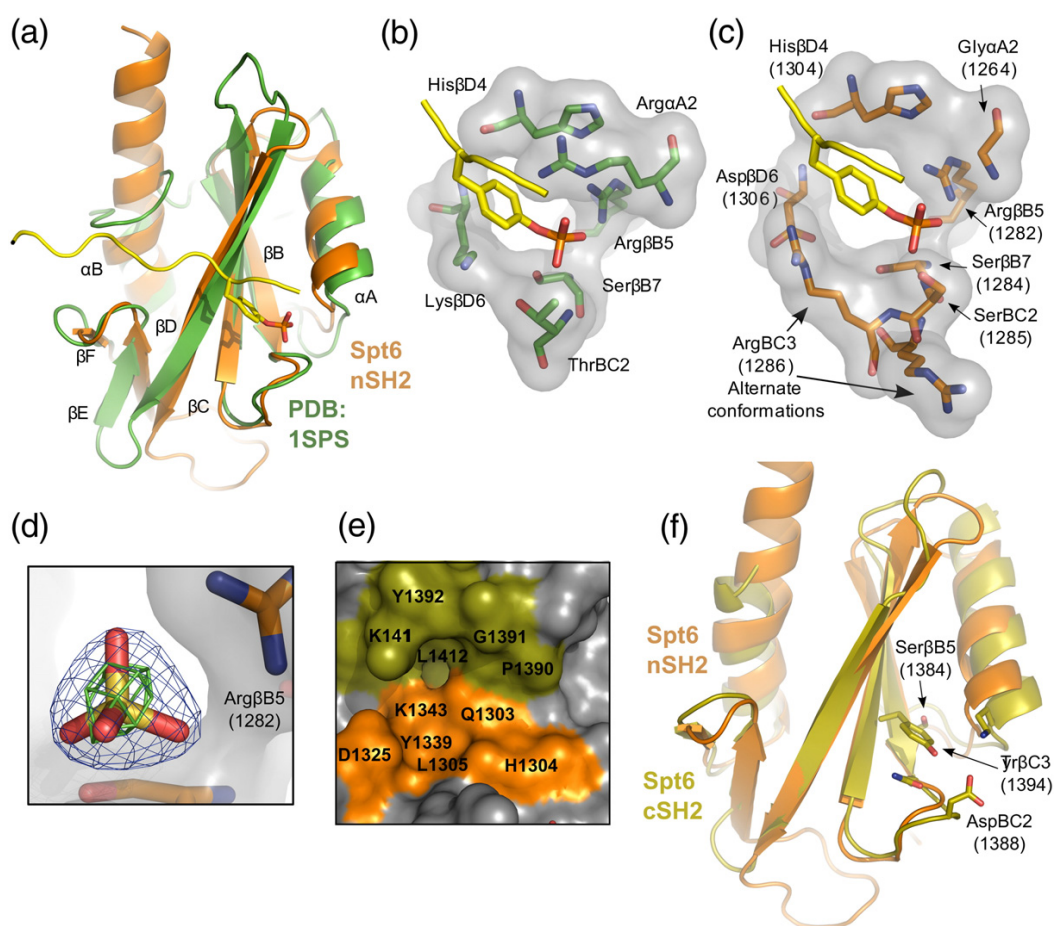 (a)
αB
βB
αA
βD
βF
βE
βC
Spt6
nSH2
PDB:
1SPS
(b)
HisβD4
ArgαA2
ArgβB5
LysβD6
SerβB7
ThrBC2
(c)
HisβD4
(1304)
GlyαA2
(1264)
AspβD6
(1306)
ArgβB5
(1282)
SerβB7
(1284)
SerBC2
(1285)
ArgBC3
(1286)
Alternate
conformations
(d)
ArgβB5
(1282)
(e)
Y1392
K141
G1391
L1412
P1390
K1343
Q1303
D1325
Y1339
L1305
H1304
(f)
Spt6
nSH2
SerβB5
(1384)
Spt6
cSH2
TyrβC3
(1394)
AspBC2
(1388)